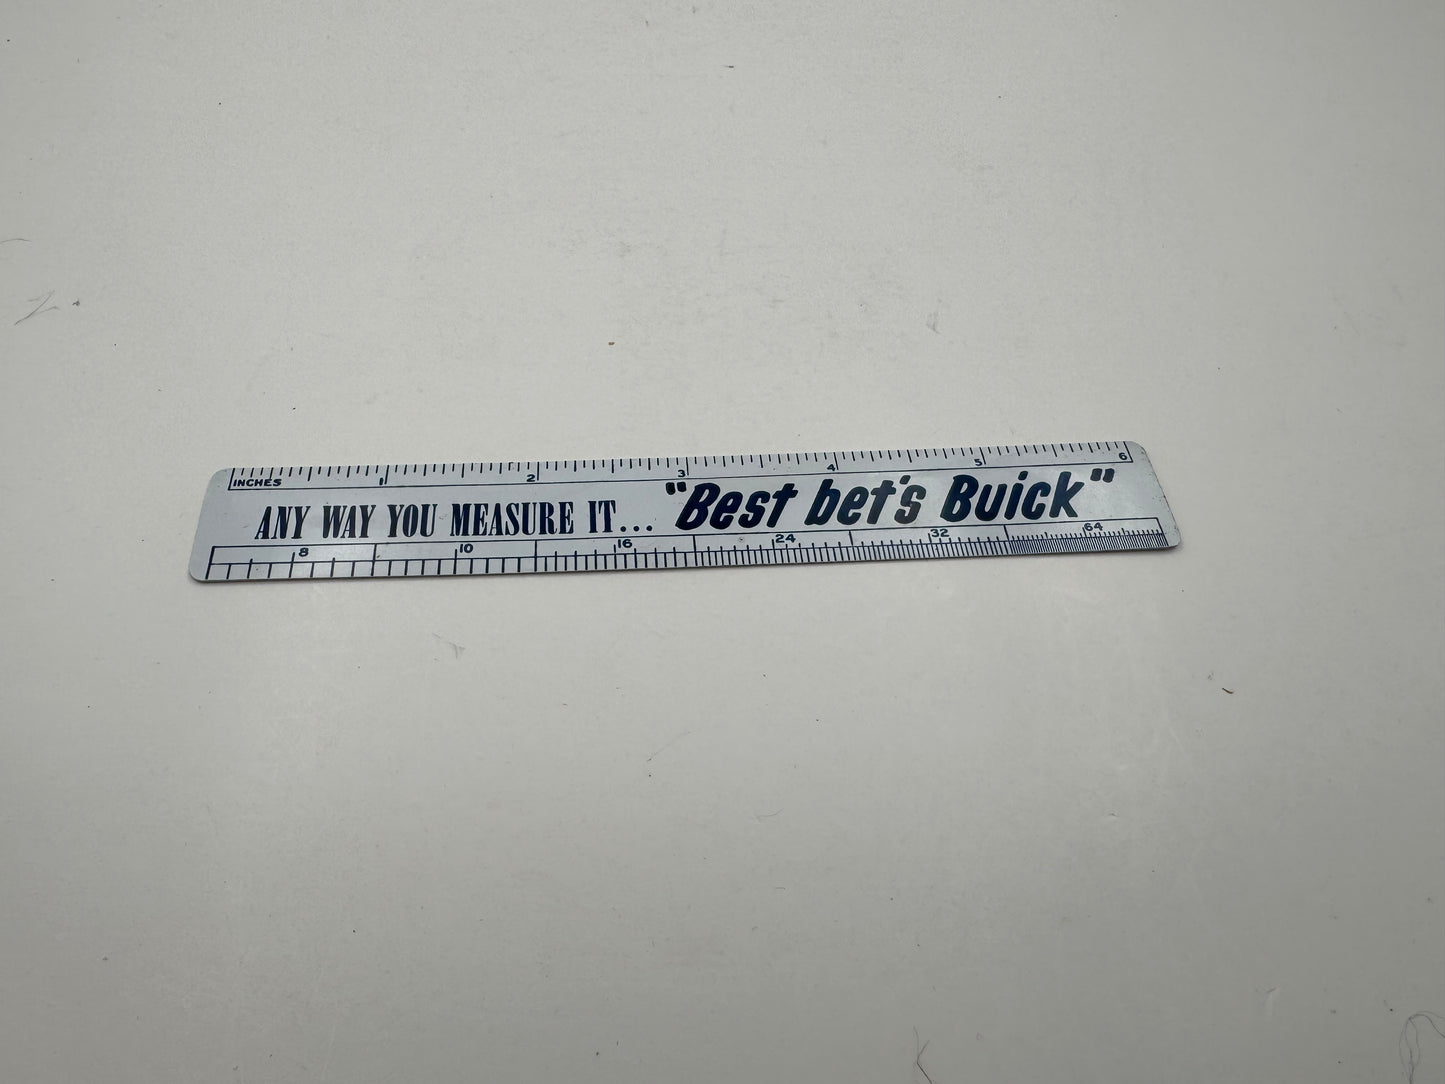 INCHES 1 2 3 4 5 6
ANY WAY YOU MEASURE IT... "Best bet's Buick"
8 10 16 24 32 64